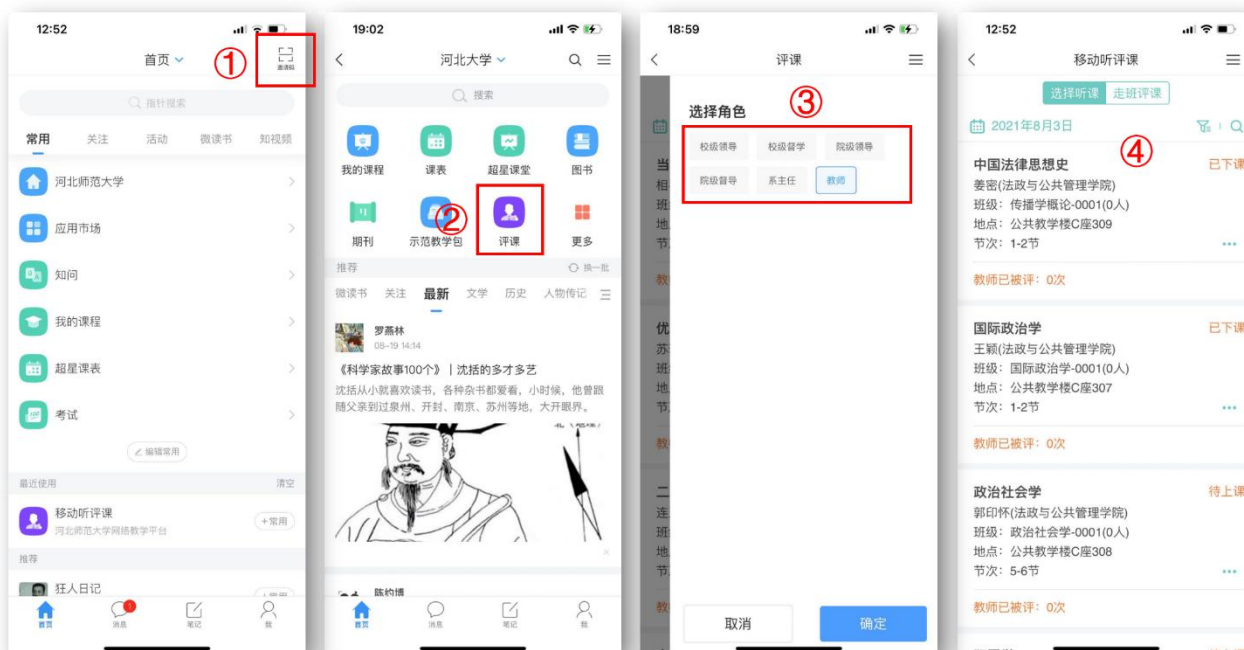 12:52
首页
①
邀请码
指针搜索
常用 关注 活动 微读书 知视频
河北师范大学
应用市场
知问
我的课程
超星课表
考试
编辑常用
最近使用 清空
移动听评课
河北师范大学网络教学平台
+常用
推荐
狂人日记
首页 消息 笔记 我
1
19:02
河北大学
搜索
我的课程 课表 超星课堂 图书
②
期刊 示范教学包 评课 更多
推荐 换一批
微读书 关注 最新 文学 历史 人物传记
罗燕林
08-19 14:14
《科学家故事100个》丨沈括的多才多艺
沈括从小就喜欢读书,各种杂书都爱看,小时候,他曾跟
随父亲到过泉州、开封、南京、苏州等地,大开眼界。
陈约博
首页 消息 笔记 我
18:59
评课
选择角色
③
校级领导 校级督学 院级领导
院级督导 系主任 教师
取消 确定
12:52
移动听评课
选择听课 走班评课
2021年8月3日
④
中国法律思想史 已下课
姜密(法政与公共管理学院)
班级:传播学概论-0001(0人)
地点:公共教学楼C座309
节次:1-2节
教师已被评:0次
国际政治学 已下课
王颖(法政与公共管理学院)
班级:国际政治学-0001(0人)
地点:公共教学楼C座307
节次:1-2节
教师已被评:0次
政治社会学 待上课
郭印怀(法政与公共管理学院)
班级:政治社会学-0001(0人)
地点:公共教学楼C座308
节次:5-6节
教师已被评:0次